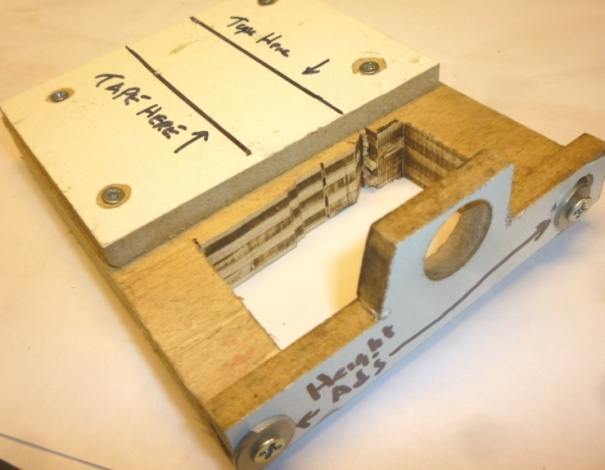 Tape Here ↓
TAPE HERE ↑
Height
← Adj →